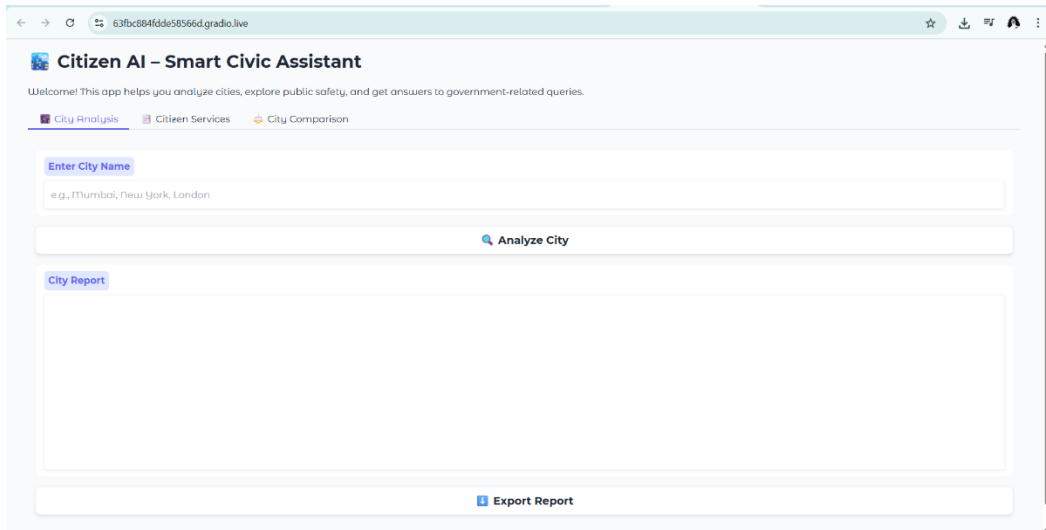 63fbc884fdde58566d.gradio.live
Citizen AI – Smart Civic Assistant
Welcome! This app helps you analyze cities, explore public safety, and get answers to government-related queries.
City Analysis Citizen Services City Comparison
Enter City Name
e.g., Mumbai, New York, London
Analyze City
City Report
Export Report